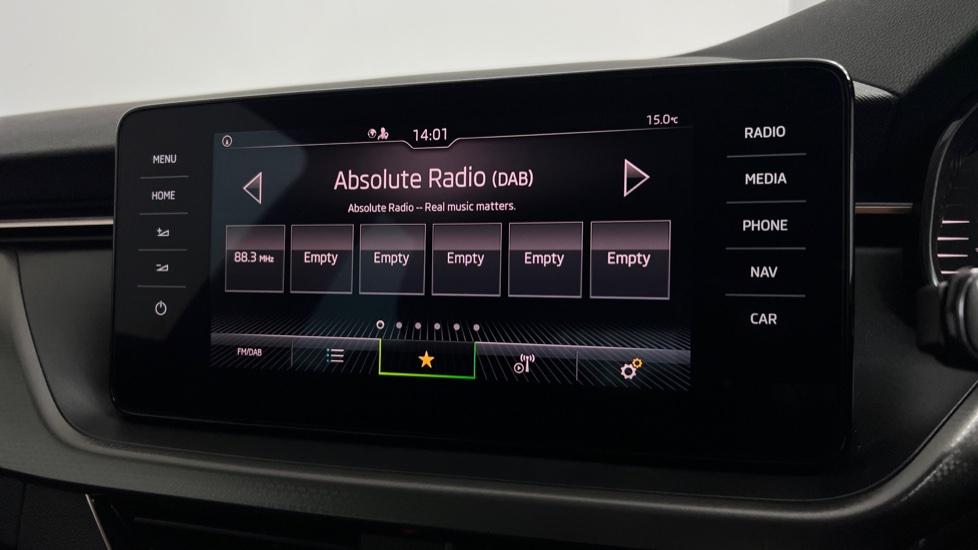 MENU
HOME
14:01
15.0℃
Absolute Radio (DAB)
Absolute Radio -- Real music matters.
88.3 MHz
Empty
Empty
Empty
Empty
Empty
FM/DAB
RADIO
MEDIA
PHONE
NAV
CAR